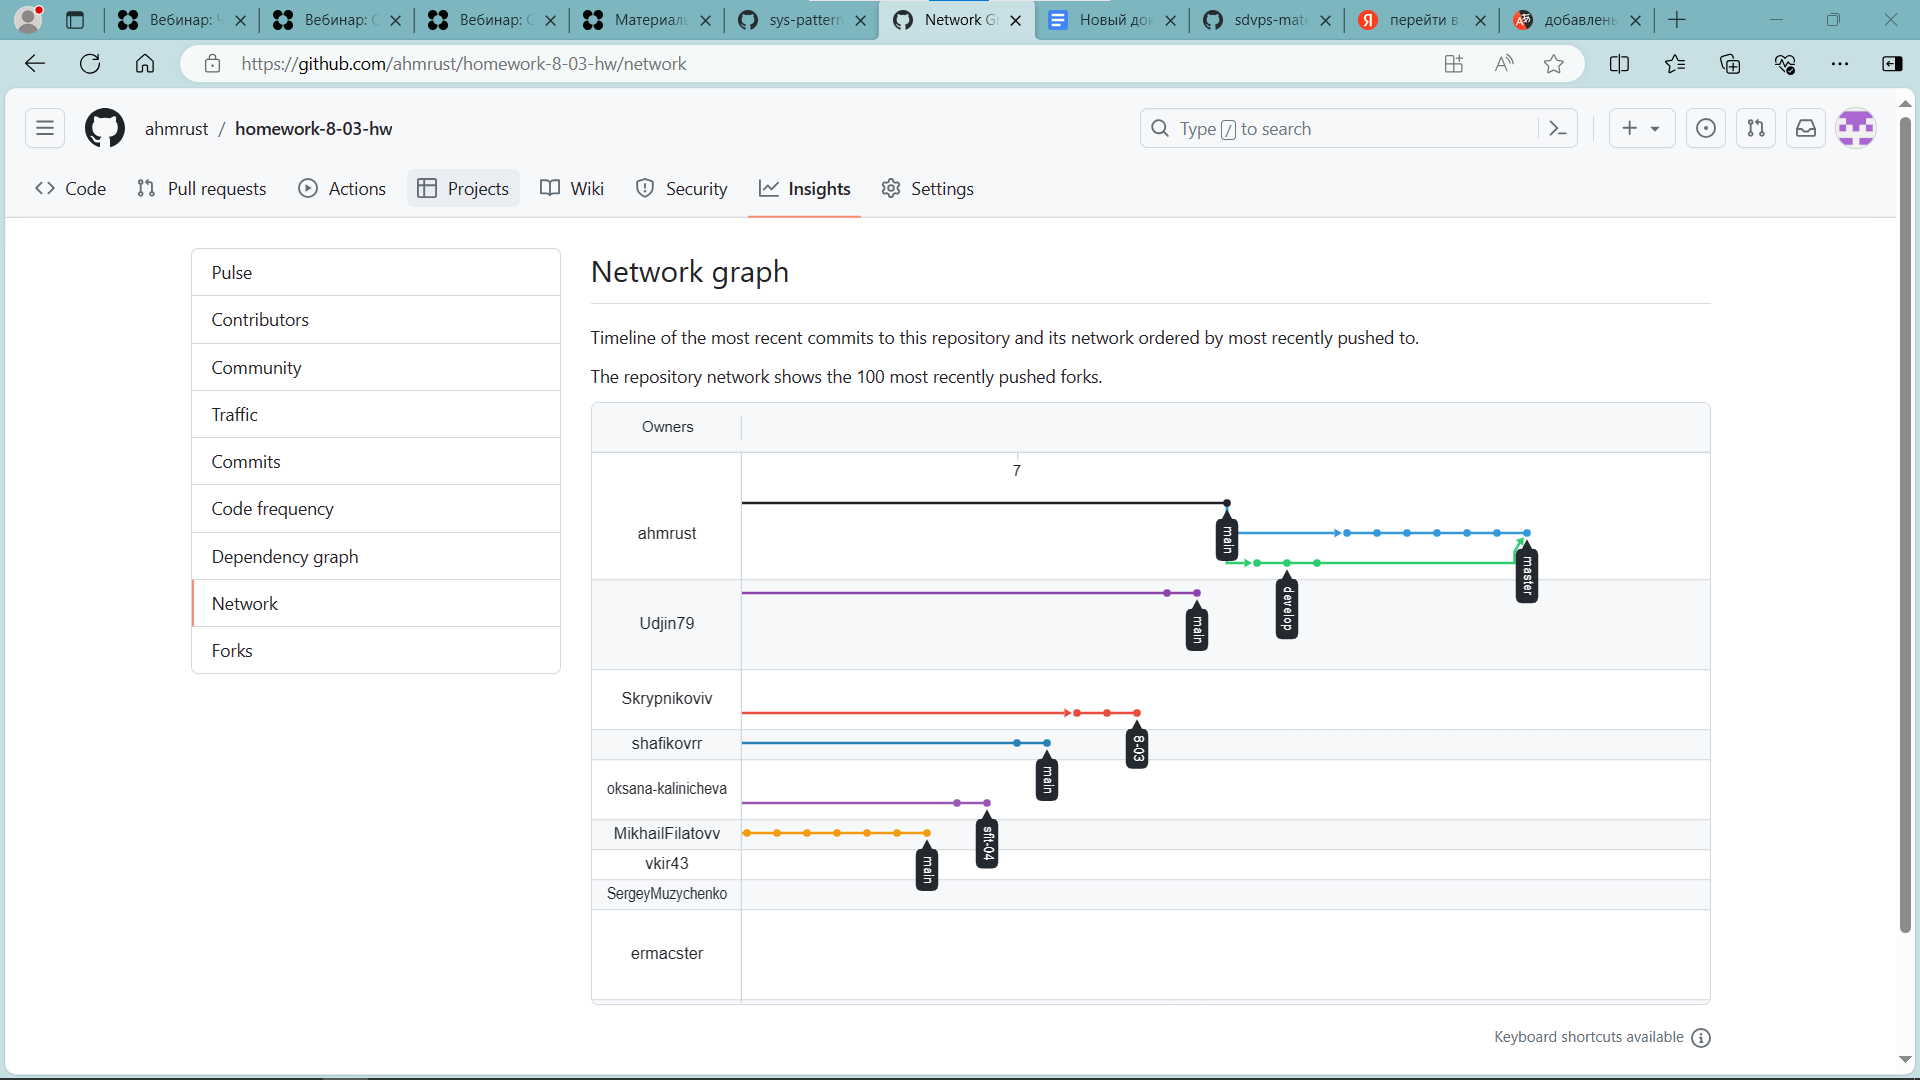 Вебинар: Ч
Вебинар: С
Вебинар: С
Материаль
sys-pattern
Network Gr
Новый док
sdvps-mate
перейти в
добавлень
https://github.com/ahmrust/homework-8-03-hw/network
ahmrust / homework-8-03-hw
Type / to search
Code
Pull requests
Actions
Projects
Wiki
Security
Insights
Settings
Pulse
Contributors
Community
Traffic
Commits
Code frequency
Dependency graph
Network
Forks
Network graph
Timeline of the most recent commits to this repository and its network ordered by most recently pushed to.
The repository network shows the 100 most recently pushed forks.
Owners
7
ahmrust
main
master
develop
Udjin79
main
Skrypnikoviv
8-03
shafikovrr
main
oksana-kalinicheva
sflt-04
MikhailFilatovv
main
vkir43
SergeyMuzychenko
ermacster
Keyboard shortcuts available